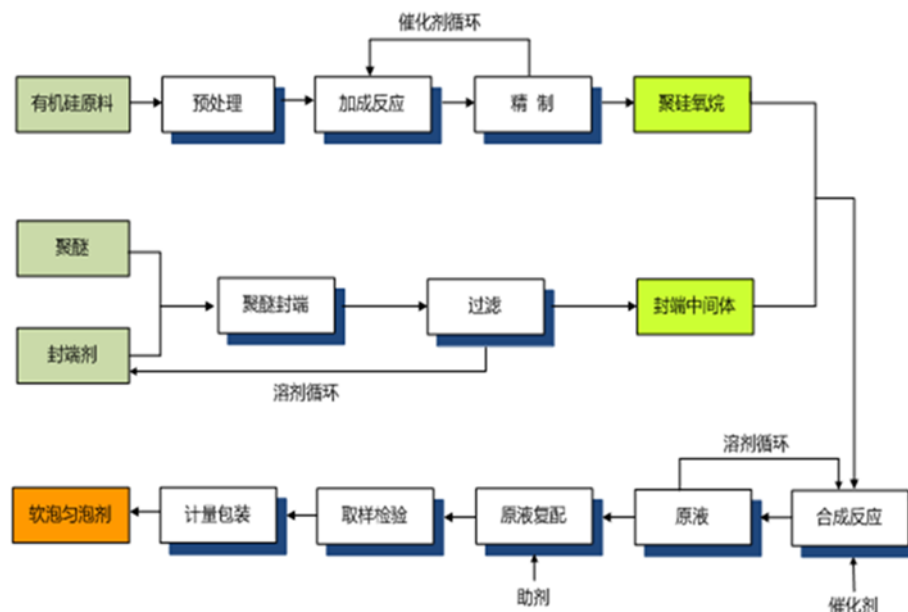 催化剂循环
有机硅原料
预处理
加成反应
精 制
聚硅氧烷
聚醚
聚醚封端
过滤
封端中间体
封端剂
溶剂循环
溶剂循环
软泡匀泡剂
计量包装
取样检验
原液复配
原液
合成反应
助剂
催化剂